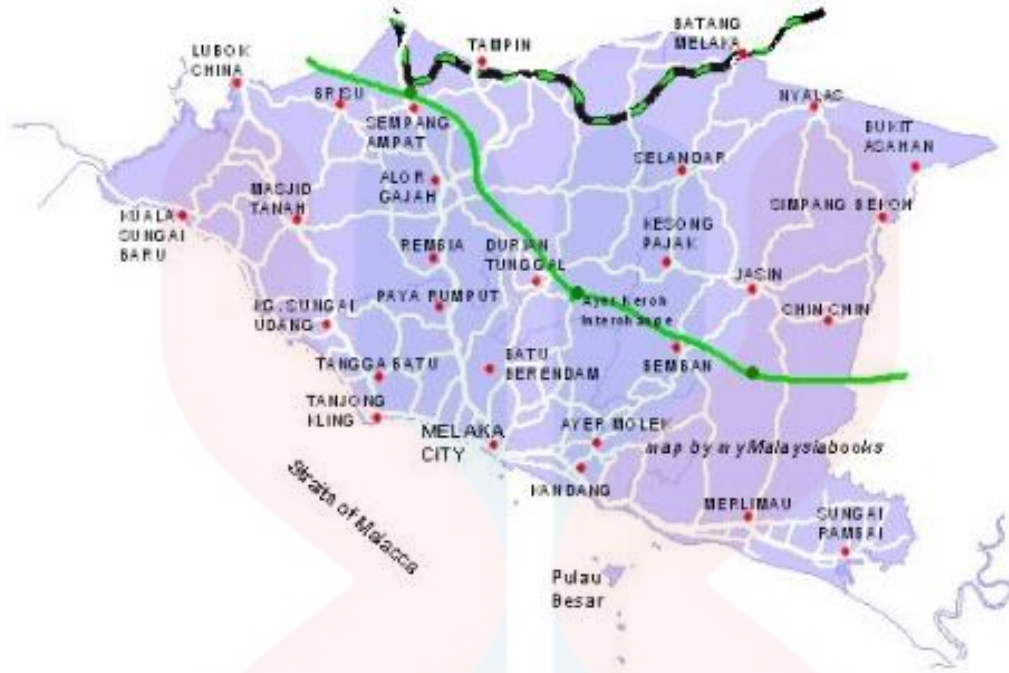 LUBOK
CHINA
TAMPIN
BATANG
MELAKA
BRISU
SEMPANG
AMPAT
NYALAS
BUKIT
ASAHAN
SELANDAR
ALOR
GAJAH
MASJID
TANAH
KUALA
SUNGAI
BARU
SIMPANG BEKOH
KESONG
PAJAK
REMBIA
DURIAN
TUNGGAL
JASIN
PAYA RUMPUT
Ayer Keroh
Interchange
CHIN CHIN
KG. SUNGAI
UDANG
TANGGA BATU
BATU
BERENDAM
BEMBAN
TANJONG
KLING
MELAKA
CITY
AYER MOLEK
map by myMalaysiabooks
KANDANG
Straits of Malacca
MERLIMAU
SUNGAI
RAMBAI
Pulau
Besar